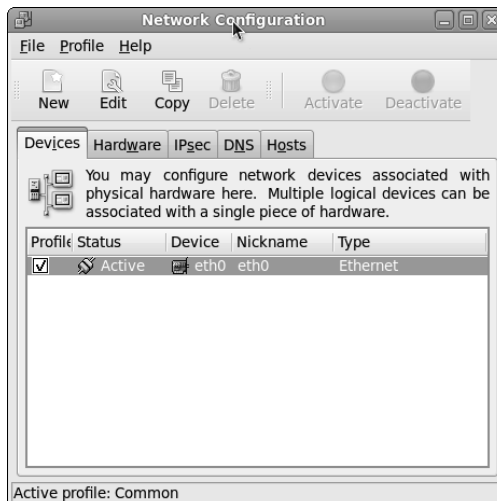 Network Configuration
File Profile Help
New Edit Copy Delete Activate Deactivate
Devices Hardware IPsec DNS Hosts
You may configure network devices associated with
physical hardware here. Multiple logical devices can be
associated with a single piece of hardware.
Profile Status Device Nickname Type
Active eth0 eth0 Ethernet
Active profile: Common